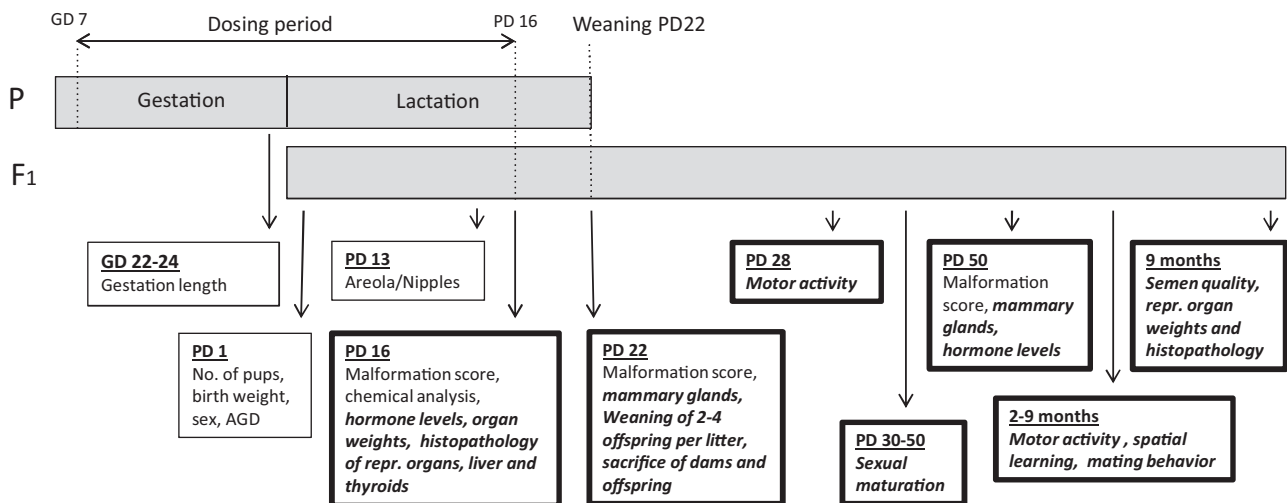 GD 7
Dosing period
PD 16
Weaning PD22
P
Gestation
Lactation
F1
GD 22-24
Gestation length
PD 13
Areola/Nipples
PD 28
Motor activity
PD 50
Malformation
score, mammary
glands,
hormone levels
9 months
Semen quality,
repr. organ
weights and
histopathology
PD 1
No. of pups,
birth weight,
sex, AGD
PD 16
Malformation score,
chemical analysis,
hormone levels, organ
weights, histopathology
of repr. organs, liver and
thyroids
PD 22
Malformation score,
mammary glands,
Weaning of 2-4
offspring per litter,
sacrifice of dams and
offspring
PD 30-50
Sexual
maturation
2-9 months
Motor activity , spatial
learning, mating behavior